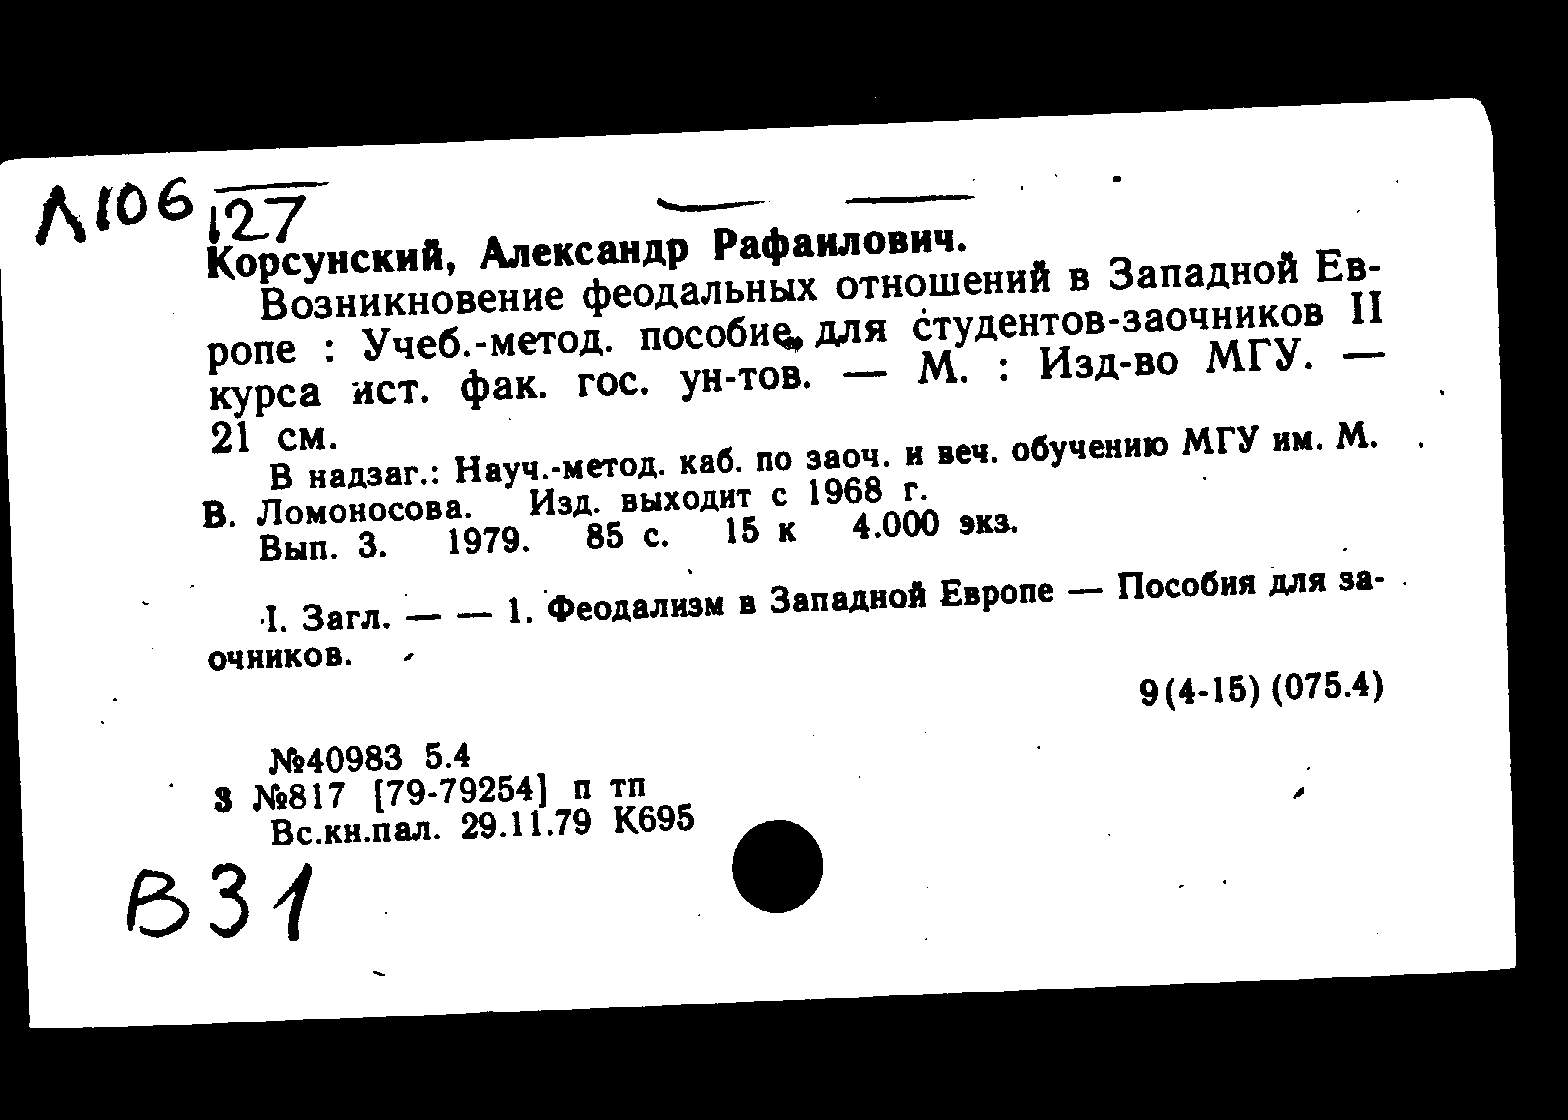 Л106 127
Корсунский, Александр Рафаилович.
Возникновение феодальных отношений в Западной Ев-
ропе : Учеб.-метод. пособие для студентов-заочников II
курса ист. фак. гос. ун-тов. — М. : Изд-во МГУ. —
21 см.
В надзаг.: Науч.-метод. каб. по заоч. и веч. обучению МГУ им. М.
В. Ломоносова. Изд. выходит с 1968 г.
Вып. 3. 1979. 85 с. 15 к 4.000 экз.
I. Загл. — — 1. Феодализм в Западной Европе — Пособия для за-
очников.
9(4-15) (075.4)
№40983 5.4
3 №817 [79-79254] п тп
Вс.кн.пал. 29.11.79 К695
В31